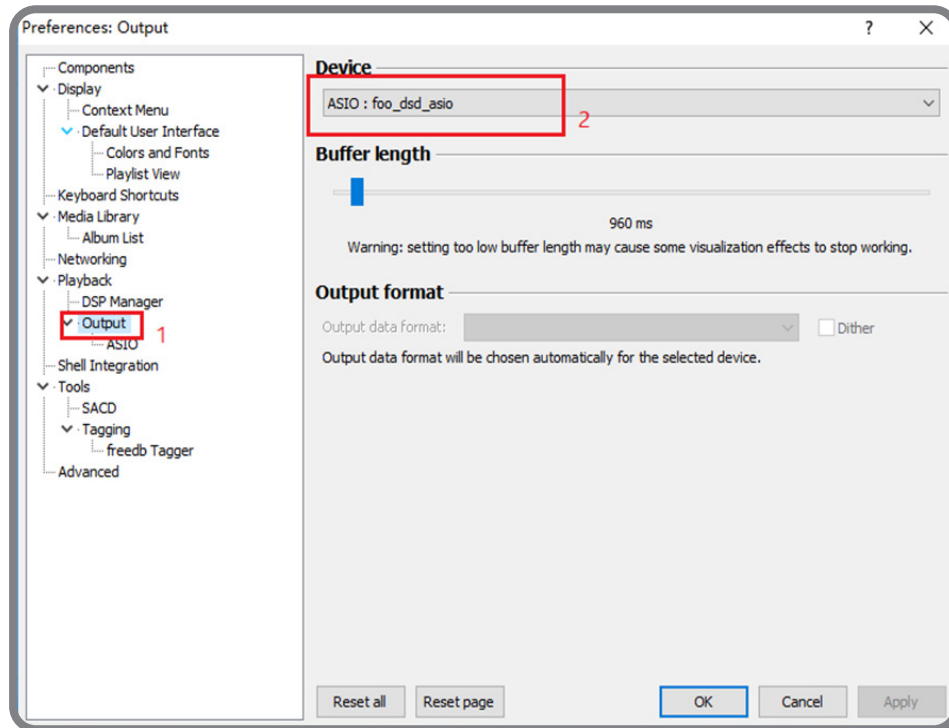 Preferences: Output
?
Components
Display
Context Menu
Default User Interface
Colors and Fonts
Playlist View
Keyboard Shortcuts
Media Library
Album List
Networking
Playback
DSP Manager
Output
1
ASIO
Shell Integration
Tools
SACD
Tagging
freedb Tagger
Advanced
Device
ASIO : foo_dsd_asio
2
Buffer length
960 ms
Warning: setting too low buffer length may cause some visualization effects to stop working.
Output format
Output data format:
Dither
Output data format will be chosen automatically for the selected device.
Reset all
Reset page
OK
Cancel
Apply